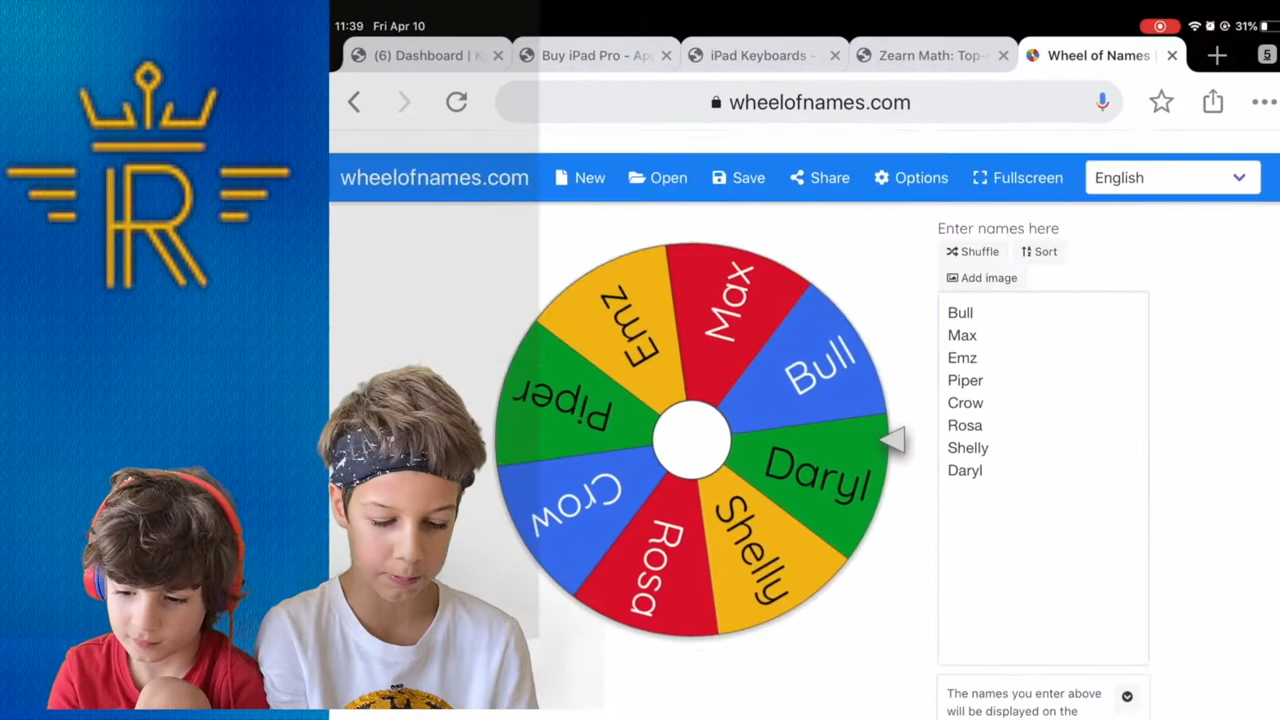 11:39 Fri Apr 10
31%
(6) Dashboard | K
Buy iPad Pro - Ap
iPad Keyboards -
Zearn Math: Top-
Wheel of Names
5
wheelofnames.com
wheelofnames.com
New
Open
Save
Share
Options
Fullscreen
English
Enter names here
Shuffle
Sort
Add image
Bull
Max
Emz
Piper
Crow
Rosa
Shelly
Daryl
Max
Bull
Daryl
Shelly
Rosa
Crow
Piper
Emz
R
The names you enter above
will be displayed on the